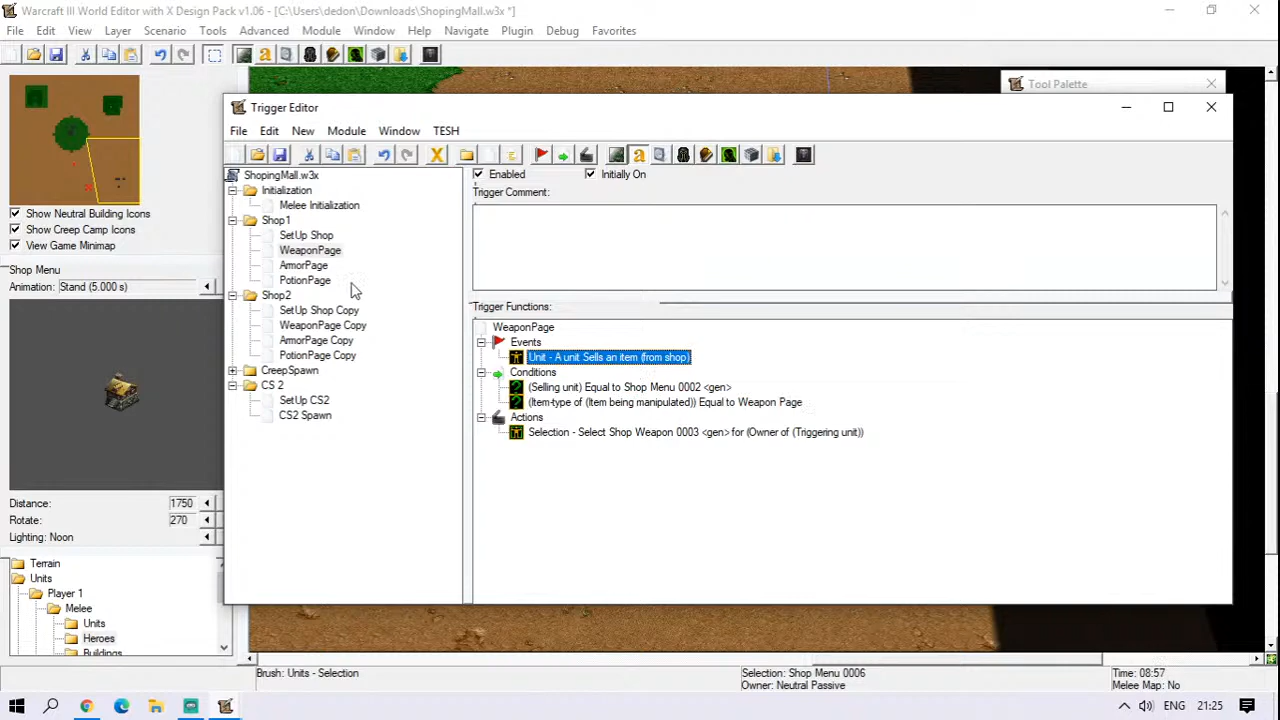 Warcraft III World Editor with X Design Pack v1.06 - [C:\Users\dedon\Downloads\ShopingMall.w3x *]
File Edit View Layer Scenario Tools Advanced Module Window Help Navigate Plugin Debug Favorites
Tool Palette
Trigger Editor
File Edit New Module Window TESH
ShopingMall.w3x
Initialization
Melee Initialization
Shop1
SetUp Shop
WeaponPage
ArmorPage
PotionPage
Shop2
SetUp Shop Copy
WeaponPage Copy
ArmorPage Copy
PotionPage Copy
CreepSpawn
CS 2
SetUp CS2
CS2 Spawn
Enabled
Initially On
Trigger Comment:
Trigger Functions:
WeaponPage
Events
Unit - A unit Sells an item (from shop)
Conditions
(Selling unit) Equal to Shop Menu 0002 <gen>
(Item-type of (Item being manipulated)) Equal to Weapon Page
Actions
Selection - Select Shop Weapon 0003 <gen> for (Owner of (Triggering unit))
Show Neutral Building Icons
Show Creep Camp Icons
View Game Minimap
Shop Menu
Animation: Stand (5.000 s)
Distance: 1750
Rotate: 270
Lighting: Noon
Terrain
Units
Player 1
Melee
Units
Heroes
Buildings
Brush: Units - Selection
Selection: Shop Menu 0006
Owner: Neutral Passive
Time: 08:57
Melee Map: No
ENG 21:25